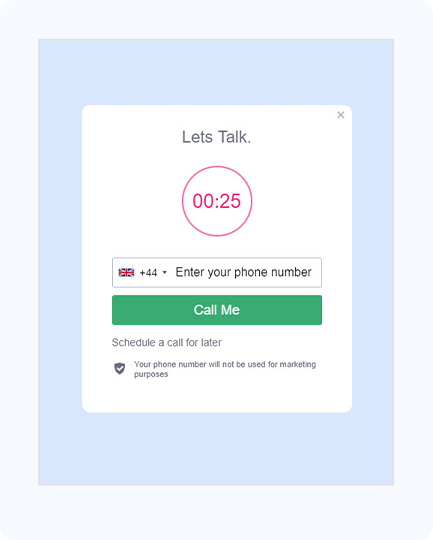 ×
Lets Talk.
00:25
+44 Enter your phone number
Call Me
Schedule a call for later
Your phone number will not be used for marketing
purposes